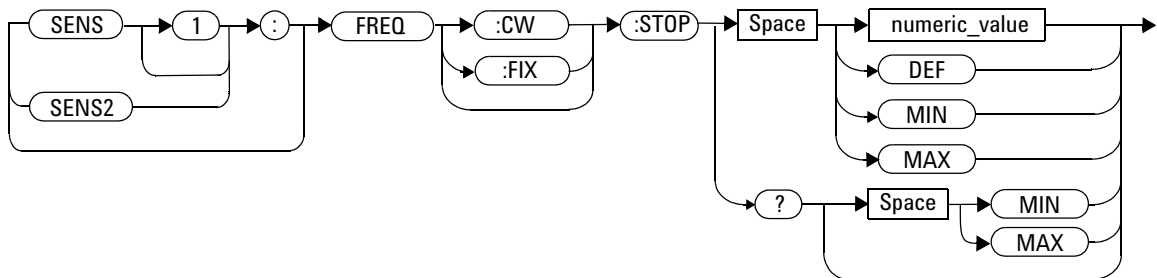 SENS 1 : FREQ :CW :STOP Space numeric_value
:FIX DEF
SENS2 MIN
MAX
? Space MIN
MAX